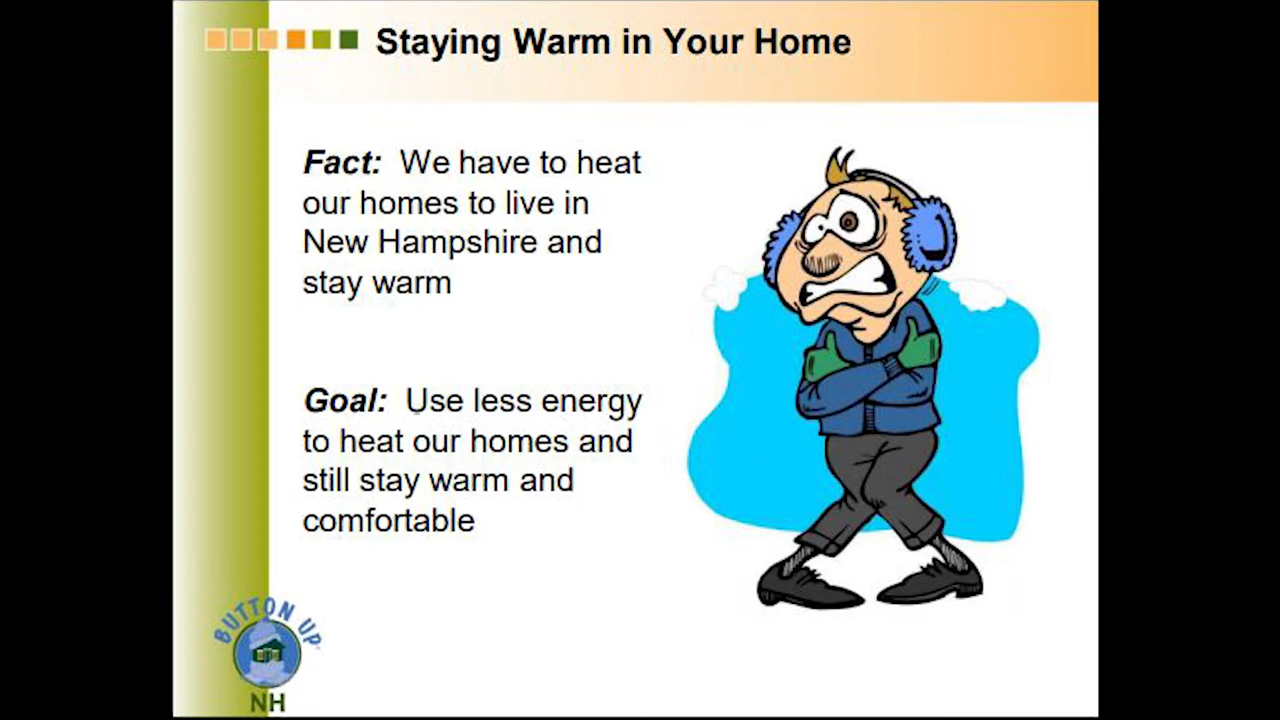 Staying Warm in Your Home
Fact: We have to heat
our homes to live in
New Hampshire and
stay warm
Goal: Use less energy
to heat our homes and
still stay warm and
comfortable
BUTTON UP
NH